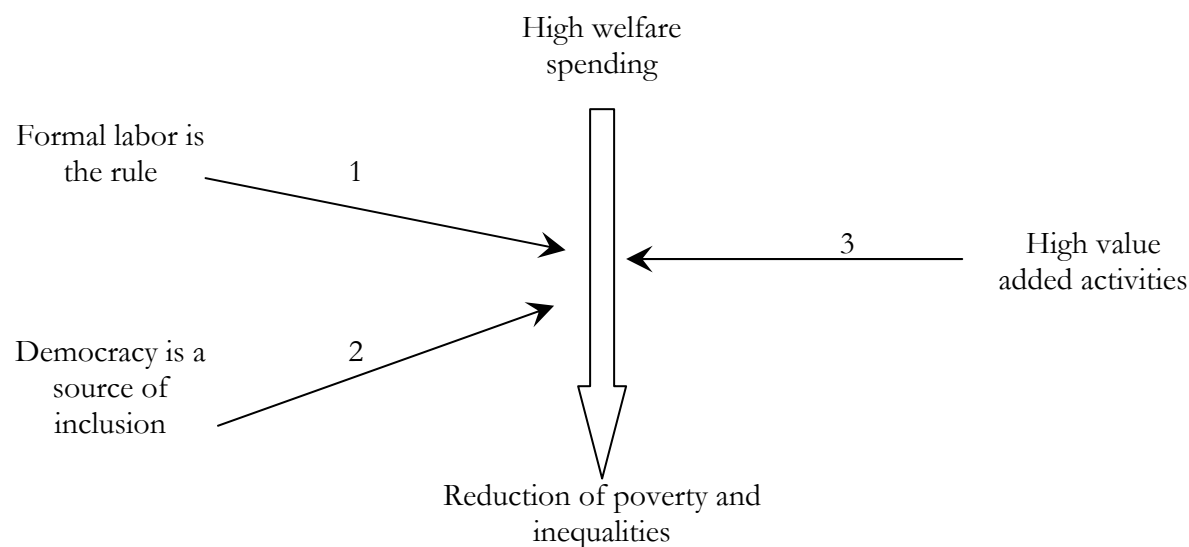 High welfare
spending
Formal labor is
the rule
1
3
High value
added activities
Democracy is a
source of
inclusion
2
Reduction of poverty and
inequalities